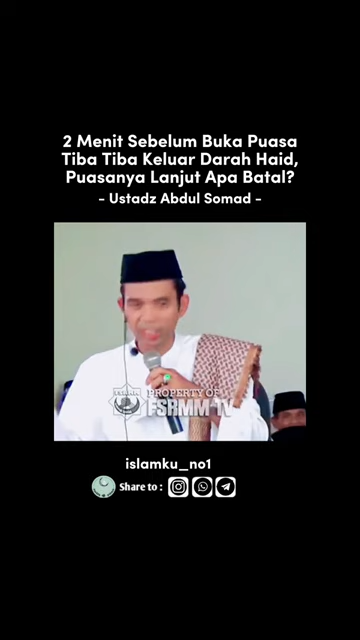 2 Menit Sebelum Buka Puasa
Tiba Tiba Keluar Darah Haid,
Puasanya Lanjut Apa Batal?
- Ustadz Abdul Somad -
PROPERTY OF
FSRMM TV
islamku_no1
Share to :